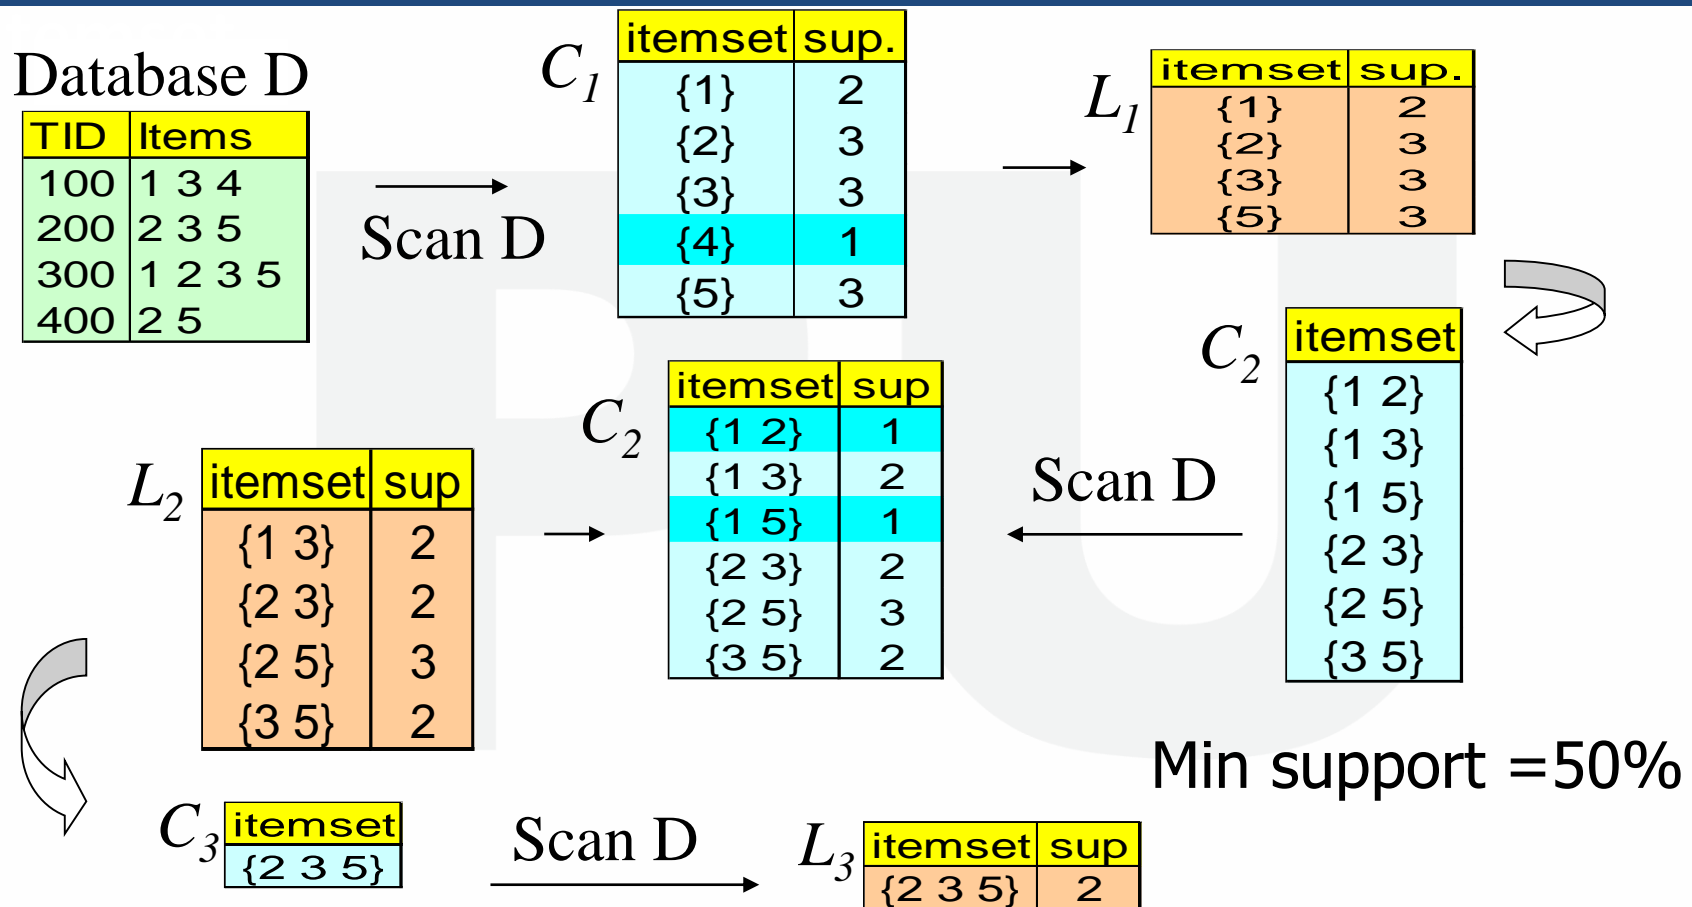 Database D
TID Items
100 1 3 4
200 2 3 5
300 1 2 3 5
400 2 5
Scan D
C1
itemset sup.
{1} 2
{2} 3
{3} 3
{4} 1
{5} 3
L1
itemset sup.
{1} 2
{2} 3
{3} 3
{5} 3
C2
itemset
{1 2}
{1 3}
{1 5}
{2 3}
{2 5}
{3 5}
Scan D
C2
itemset sup
{1 2} 1
{1 3} 2
{1 5} 1
{2 3} 2
{2 5} 3
{3 5} 2
L2
itemset sup
{1 3} 2
{2 3} 2
{2 5} 3
{3 5} 2
Min support =50%
C3
itemset
{2 3 5}
Scan D
L3
itemset sup
{2 3 5} 2
PU